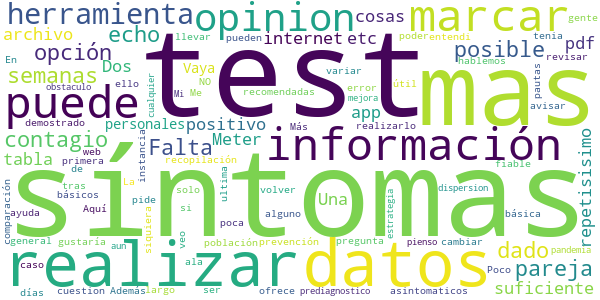 herramienta opinion marcar
archivo echo internet etc cosas gente
En opción llevar pueden poder entendi tenia posible pdf
semanas Dos Vaya variar hablemos revisar
obstaculo ello NO error útil pautas
puede Mi Me recomendadas mejora avisar
test mas
demostrado Más realizarlo
contagio personales positivo app
Meter información
tabla web Falta
primera instancia recopilación fiable
de tras La Una
básicos cualquier solo volver dispersion
comparación síntomas repetisisimo
ayuda Aquí si alguno básica
poca estrategia
general gustaría pide siquiera veo población prevención pregunta pienso cambiar dado
caso aun ultima ala Poco pandemia
realizar datos pareja
cuestion Además largo ser ofrece prediagnostico asintomaticos suficiente
días